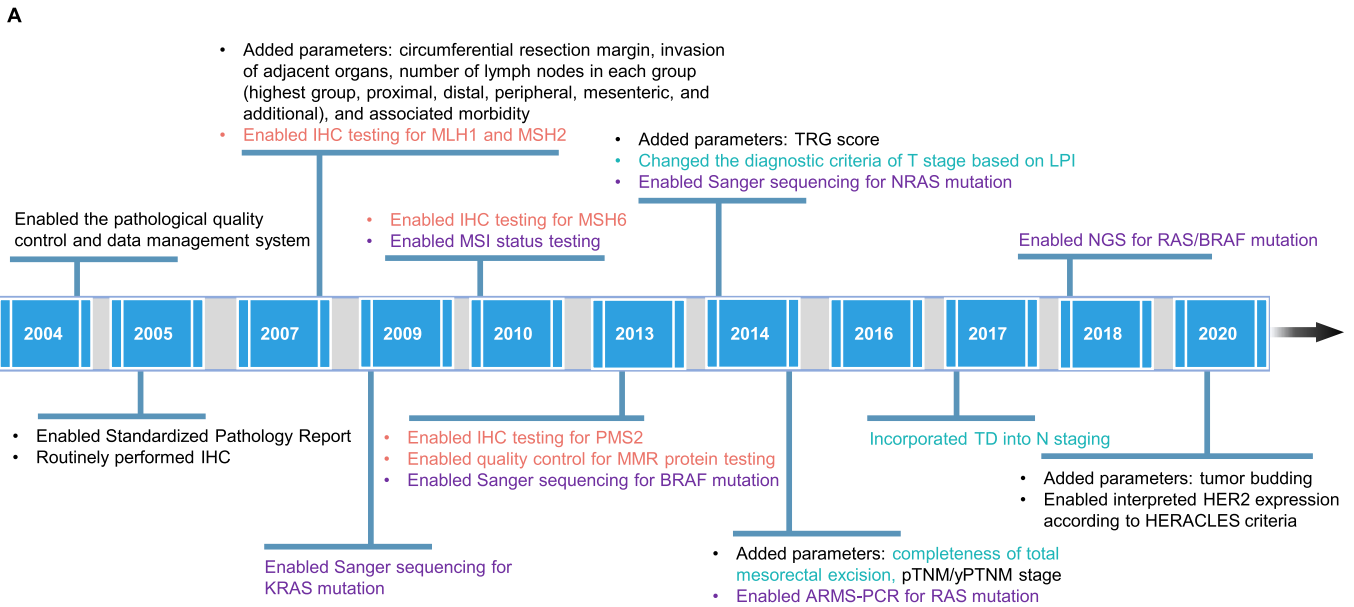 A
• Added parameters: circumferential resection margin, invasion
of adjacent organs, number of lymph nodes in each group
(highest group, proximal, distal, peripheral, mesenteric, and
additional), and associated morbidity
• Enabled IHC testing for MLH1 and MSH2
• Added parameters: TRG score
• Changed the diagnostic criteria of T stage based on LPI
• Enabled Sanger sequencing for NRAS mutation
Enabled the pathological quality
control and data management system
• Enabled IHC testing for MSH6
• Enabled MSI status testing
Enabled NGS for RAS/BRAF mutation
2004 2005 2007 2009 2010 2013 2014 2016 2017 2018 2020
• Enabled Standardized Pathology Report
• Routinely performed IHC
• Enabled IHC testing for PMS2
• Enabled quality control for MMR protein testing
• Enabled Sanger sequencing for BRAF mutation
Incorporated TD into N staging
• Added parameters: tumor budding
• Enabled interpreted HER2 expression
according to HERACLES criteria
Enabled Sanger sequencing for
KRAS mutation
• Added parameters: completeness of total
mesorectal excision, pTNM/yPTNM stage
• Enabled ARMS-PCR for RAS mutation